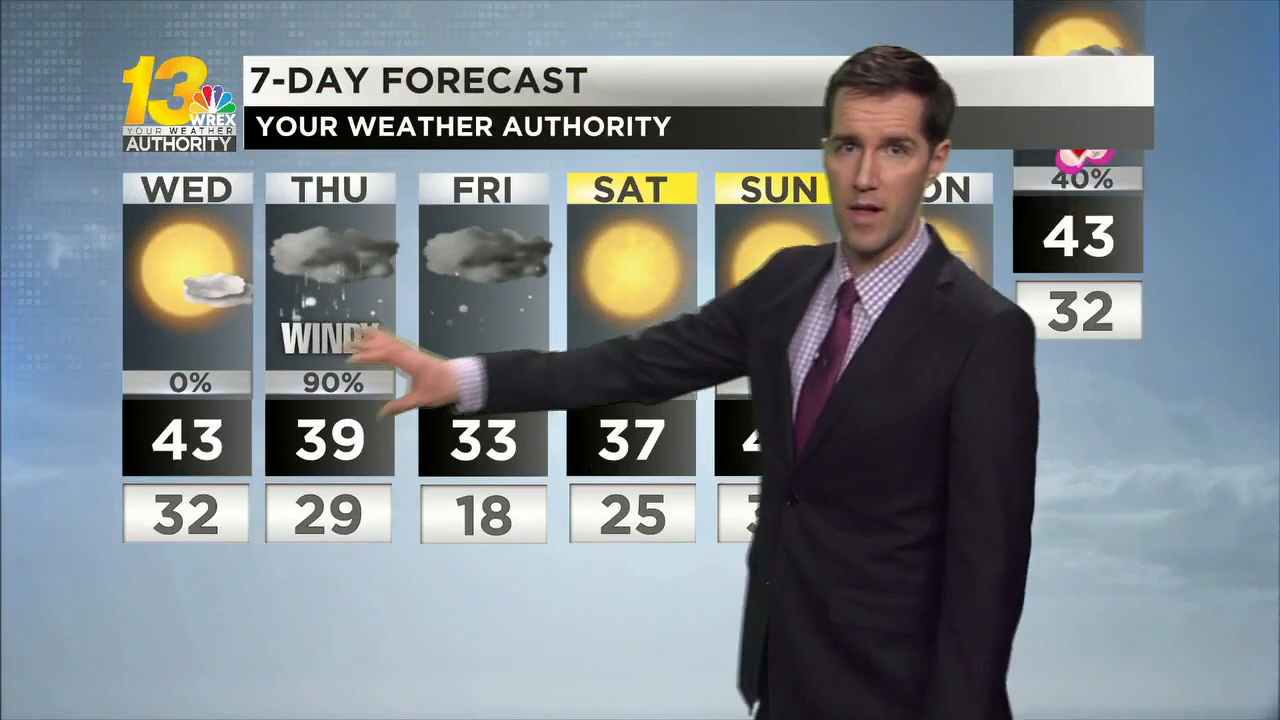 13
WREX
YOUR WEATHER
AUTHORITY
7-DAY FORECAST
YOUR WEATHER AUTHORITY
WED
THU
FRI
SAT
SUN
WINDY
0%
90%
40%
43
39
33
37
43
32
29
18
25
32